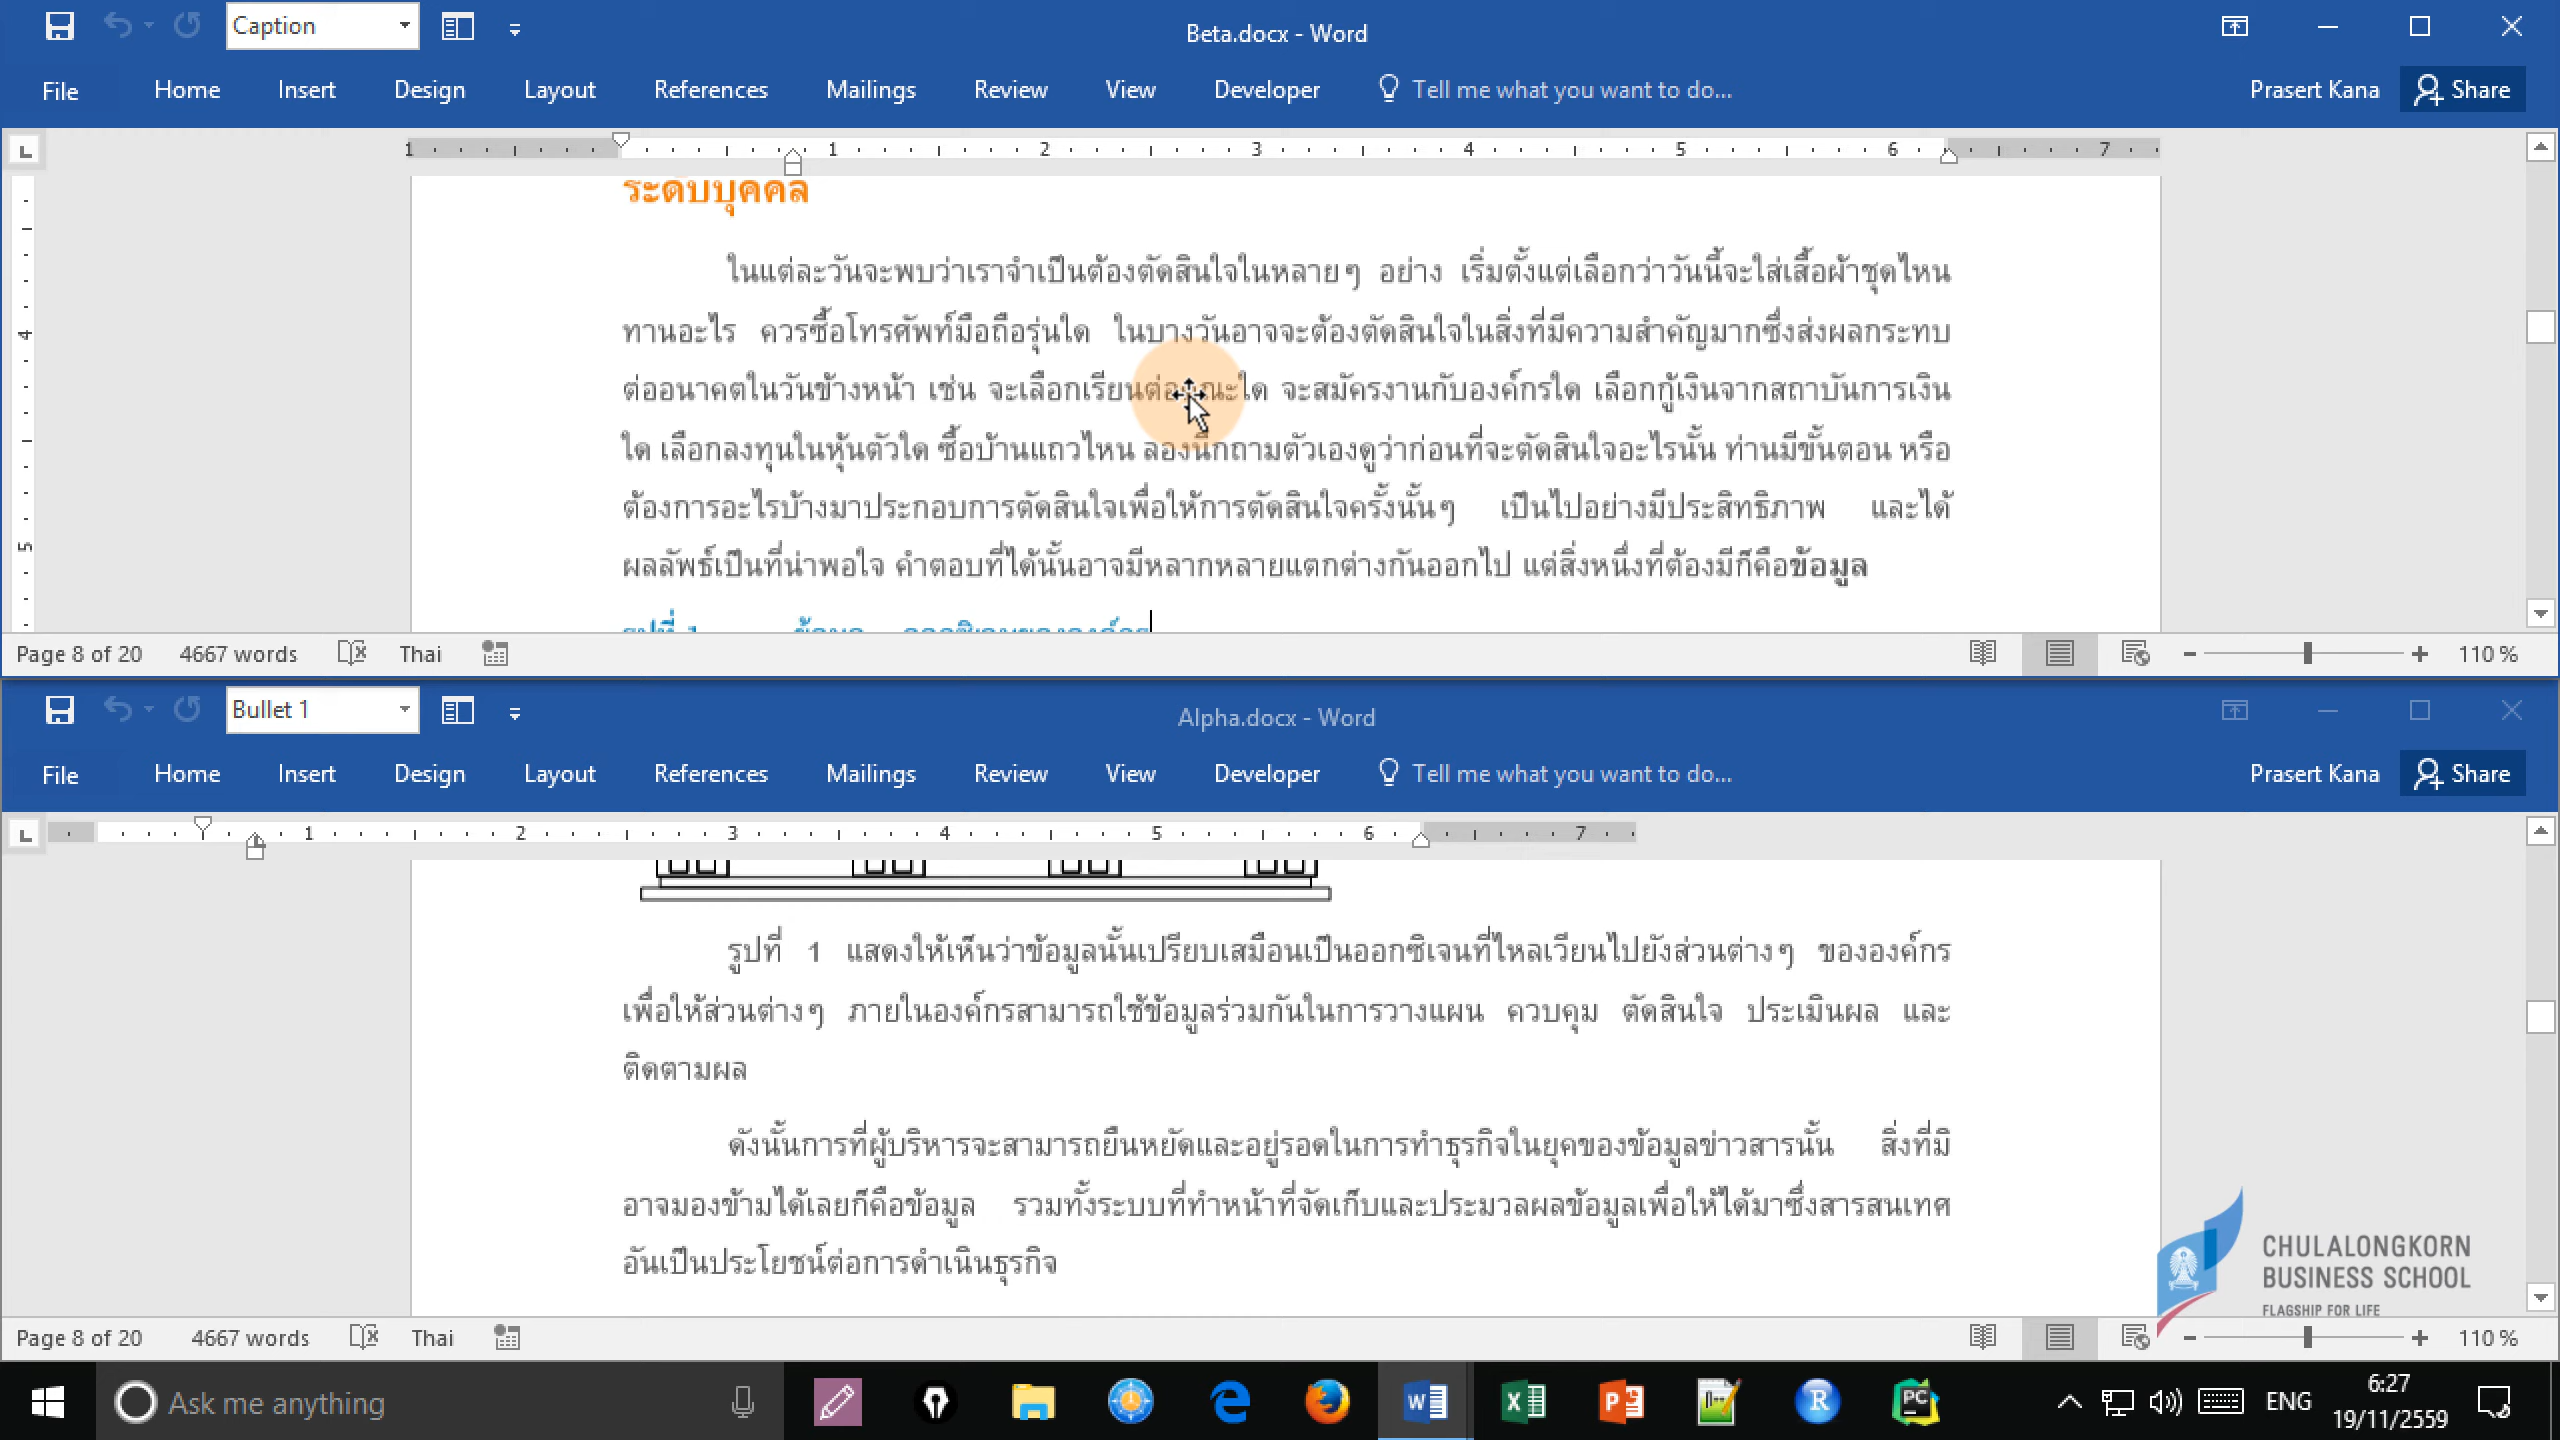 Caption
Beta.docx - Word
File Home Insert Design Layout References Mailings Review View Developer Tell me what you want to do... Prasert Kana Share
1 1 2 3 4 5 6 7
ระดับบุคคล
ในแต่ละวันจะพบว่าเราจำเป็นต้องตัดสินใจในหลายๆ อย่าง เริ่มตั้งแต่เลือกว่าวันนี้จะใส่เสื้อผ้าชุดไหน
ทานอะไร ควรซื้อโทรศัพท์มือถือรุ่นใด ในบางวันอาจจะต้องตัดสินใจในสิ่งที่มีความสำคัญมากซึ่งส่งผลกระทบ
4
ต่ออนาคตในวันข้างหน้า เช่น จะเลือกเรียนต่อคณะใด จะสมัครงานกับองค์กรใด เลือกกู้เงินจากสถาบันการเงิน
ใด เลือกลงทุนในหุ้นตัวใด ซื้อบ้านแถวไหน ลองนึกถามตัวเองดูว่าก่อนที่จะตัดสินใจอะไรนั้น ท่านมีขั้นตอน หรือ
ต้องการอะไรบ้างมาประกอบการตัดสินใจเพื่อให้การตัดสินใจครั้งนั้นๆ เป็นไปอย่างมีประสิทธิภาพ และได้
5
ผลลัพธ์เป็นที่น่าพอใจ คำตอบที่ได้นั้นอาจมีหลากหลายแตกต่างกันออกไป แต่สิ่งหนึ่งที่ต้องมีก็คือข้อมูล
Page 8 of 20 4667 words Thai 110 %
Bullet 1
Alpha.docx - Word
File Home Insert Design Layout References Mailings Review View Developer Tell me what you want to do... Prasert Kana Share
1 2 3 4 5 6 7
รูปที่ 1 แสดงให้เห็นว่าข้อมูลนั้นเปรียบเสมือนเป็นออกซิเจนที่ไหลเวียนไปยังส่วนต่างๆ ขององค์กร
เพื่อให้ส่วนต่างๆ ภายในองค์กรสามารถใช้ข้อมูลร่วมกันในการวางแผน ควบคุม ตัดสินใจ ประเมินผล และ
ติดตามผล
ดังนั้นการที่ผู้บริหารจะสามารถยืนหยัดและอยู่รอดในการทำธุรกิจในยุคของข้อมูลข่าวสารนั้น สิ่งที่มิ
อาจมองข้ามได้เลยก็คือข้อมูล รวมทั้งระบบที่ทำหน้าที่จัดเก็บและประมวลผลข้อมูลเพื่อให้ได้มาซึ่งสารสนเทศ
อันเป็นประโยชน์ต่อการดำเนินธุรกิจ
CHULALONGKORN
BUSINESS SCHOOL
FLAGSHIP FOR LIFE
Page 8 of 20 4667 words Thai 110 %
Ask me anything
ENG
6:27
19/11/2559